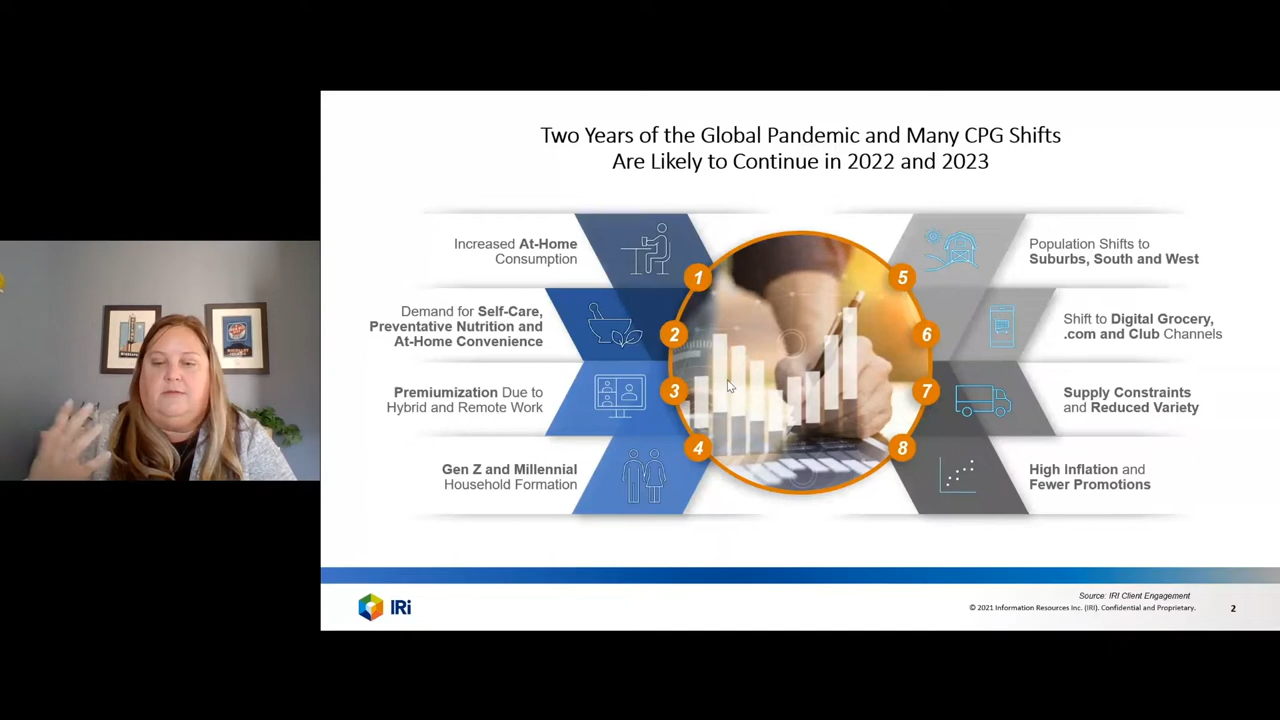 Two Years of the Global Pandemic and Many CPG Shifts
Are Likely to Continue in 2022 and 2023
Increased At-Home
Consumption
1
Demand for Self-Care,
Preventative Nutrition and
At-Home Convenience
2
Premiumization Due to
Hybrid and Remote Work
3
Gen Z and Millennial
Household Formation
4
5
Population Shifts to
Suburbs, South and West
6
Shift to Digital Grocery,
.com and Club Channels
7
Supply Constraints
and Reduced Variety
8
High Inflation and
Fewer Promotions
IRi
Source: IRI Client Engagement
© 2021 Information Resources Inc. (IRI). Confidential and Proprietary.
2